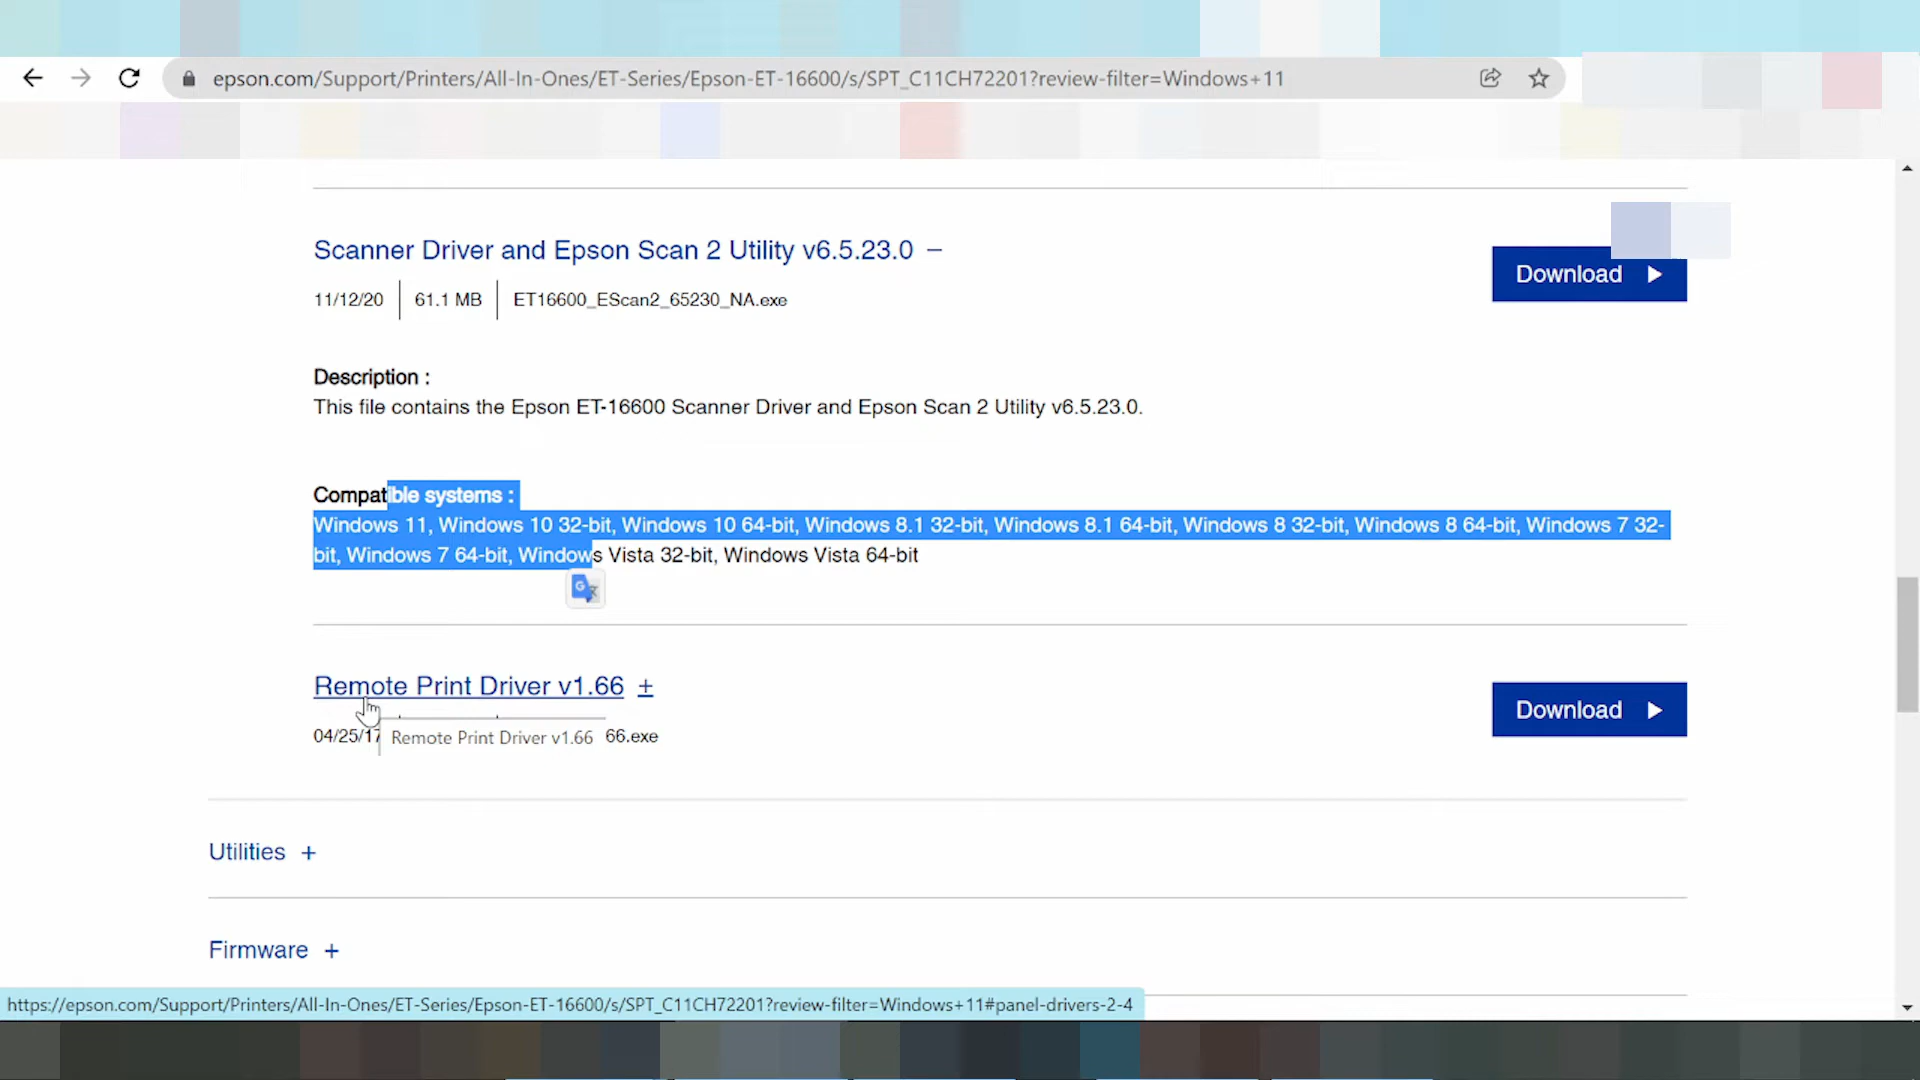 epson.com/Support/Printers/All-In-Ones/ET-Series/Epson-ET-16600/s/SPT_C11CH72201?review-filter=Windows+11
Scanner Driver and Epson Scan 2 Utility v6.5.23.0 −
Download
11/12/20 61.1 MB ET16600_EScan2_65230_NA.exe
Description :
This file contains the Epson ET-16600 Scanner Driver and Epson Scan 2 Utility v6.5.23.0.
Compatible systems :
Windows 11, Windows 10 32-bit, Windows 10 64-bit, Windows 8.1 32-bit, Windows 8.1 64-bit, Windows 8 32-bit, Windows 8 64-bit, Windows 7 32-
bit, Windows 7 64-bit, Windows Vista 32-bit, Windows Vista 64-bit
Remote Print Driver v1.66 +
Download
04/25/17 Remote Print Driver v1.66 66.exe
Utilities +
Firmware +
https://epson.com/Support/Printers/All-In-Ones/ET-Series/Epson-ET-16600/s/SPT_C11CH72201?review-filter=Windows+11#panel-drivers-2-4